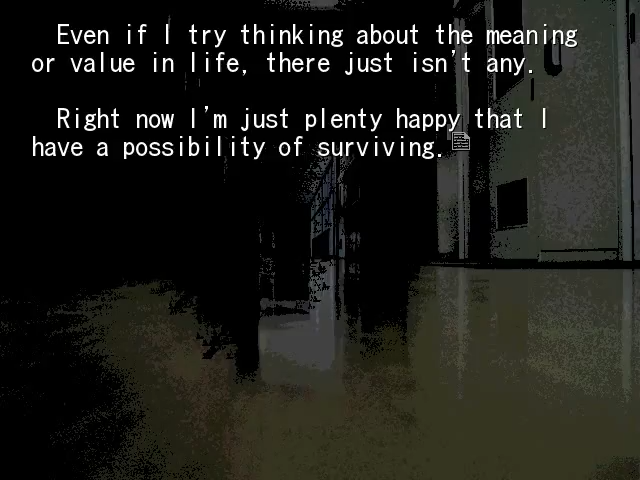 Even if I try thinking about the meaning
or value in life, there just isn't any.
Right now I'm just plenty happy that I
have a possibility of surviving.